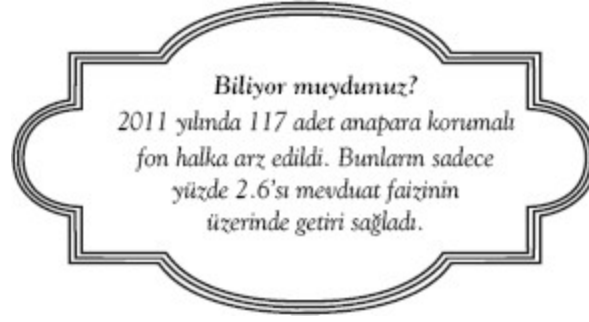 Biliyor muydunuz?
2011 yılında 117 adet anapara korumalı
fon halka arz edildi. Bunların sadece
yüzde 2.6'sı mevduat faizinin
üzerinde getiri sağladı.